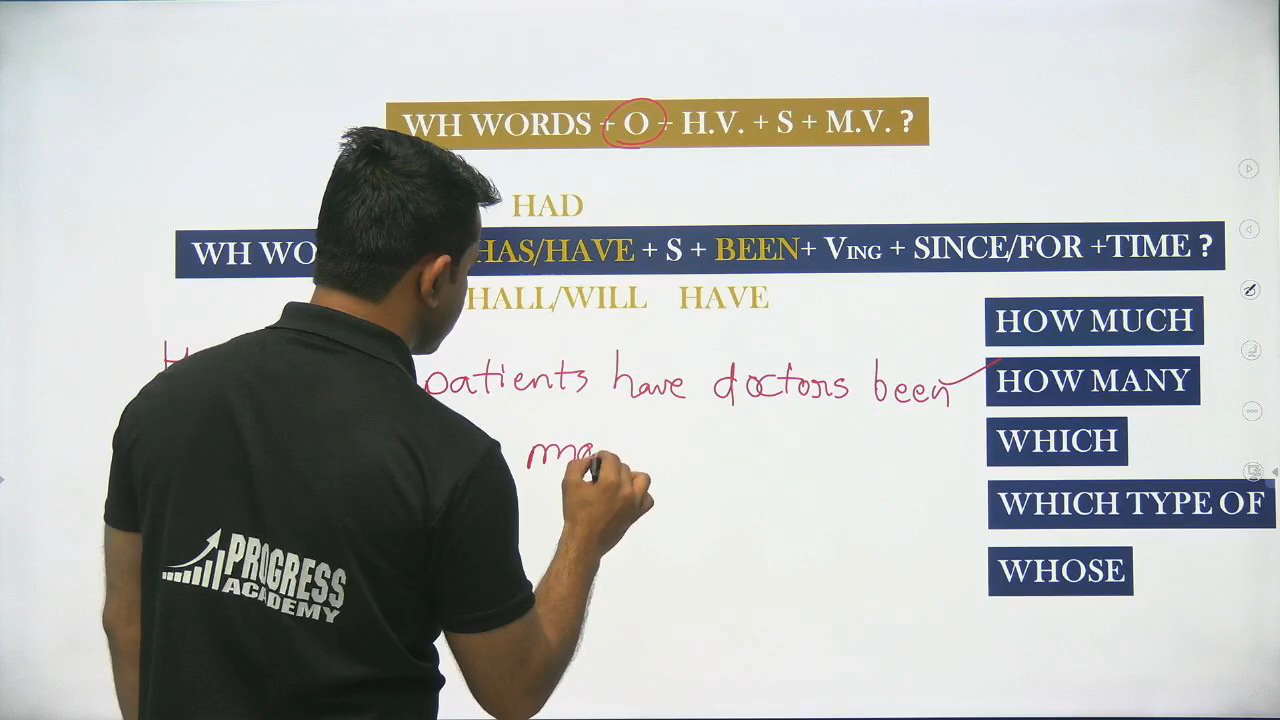 WH WORDS + O + H.V. + S + M.V. ?
HAD
WH WO HAS/HAVE + S + BEEN+ VING + SINCE/FOR +TIME ?
HALL/WILL HAVE
HOW MUCH
patients have doctors been
HOW MANY
WHICH
ma
WHICH TYPE OF
WHOSE
PROGRESS
ACADEMY